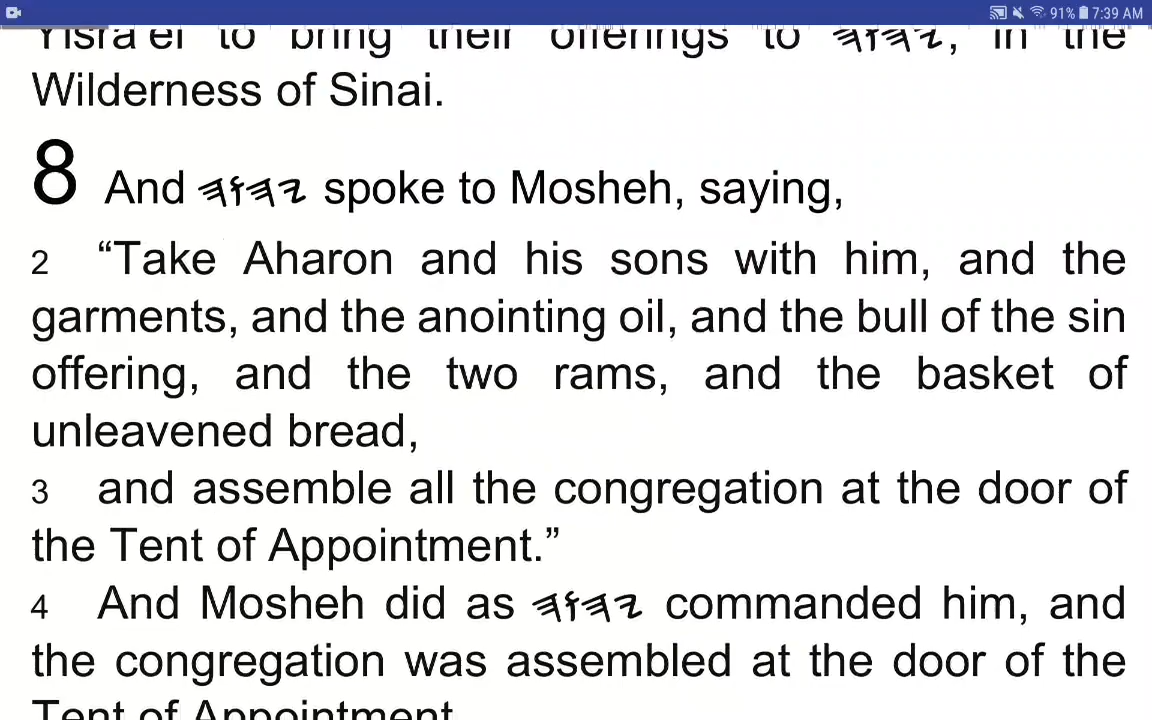 91% 7:39 AM
Yisra'ĕl to bring their offerings to 𐤉𐤄𐤅𐤄, in the
Wilderness of Sinai.
8 And 𐤉𐤄𐤅𐤄 spoke to Mosheh, saying,
2 “Take Aharon and his sons with him, and the
garments, and the anointing oil, and the bull of the sin
offering, and the two rams, and the basket of
unleavened bread,
3 and assemble all the congregation at the door of
the Tent of Appointment.”
4 And Mosheh did as 𐤉𐤄𐤅𐤄 commanded him, and
the congregation was assembled at the door of the
Tent of Appointment.